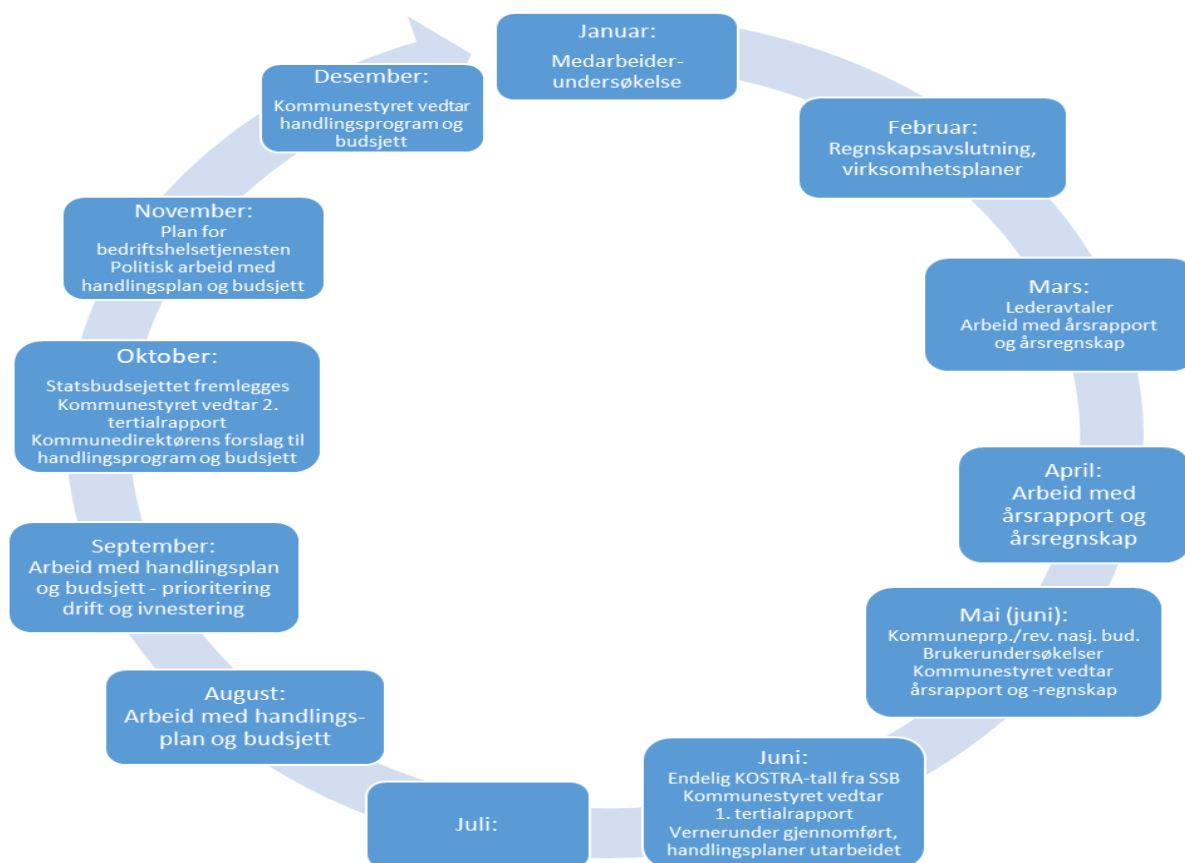 Januar:
Medarbeider-
undersøkelse
Februar:
Regnskapsavslutning,
virksomhetsplaner
Mars:
Lederavtaler
Arbeid med årsrapport
og årsregnskap
April:
Arbeid med
årsrapport og
årsregnskap
Mai (juni):
Kommuneprp./rev. nasj. bud.
Brukerundersøkelser
Kommunestyret vedtar
årsrapport og -regnskap
Juni:
Endelig KOSTRA-tall fra SSB
Kommunestyret vedtar
1. tertialrapport
Vernerunder gjennomført,
handlingsplaner utarbeidet
Juli:
August:
Arbeid med handlings-
plan og budsjett
September:
Arbeid med handlingsplan
og budsjett - prioritering
drift og ivnestering
Oktober:
Statsbudsejettet fremlegges
Kommunestyret vedtar 2.
tertialrapport
Kommunedirektørens forslag til
handlingsprogram og budsjett
November:
Plan for
bedriftshelsetjenesten
Politisk arbeid med
handlingsplan og budsjett
Desember:
Kommunestyret vedtar
handlingsprogram og
budsjett